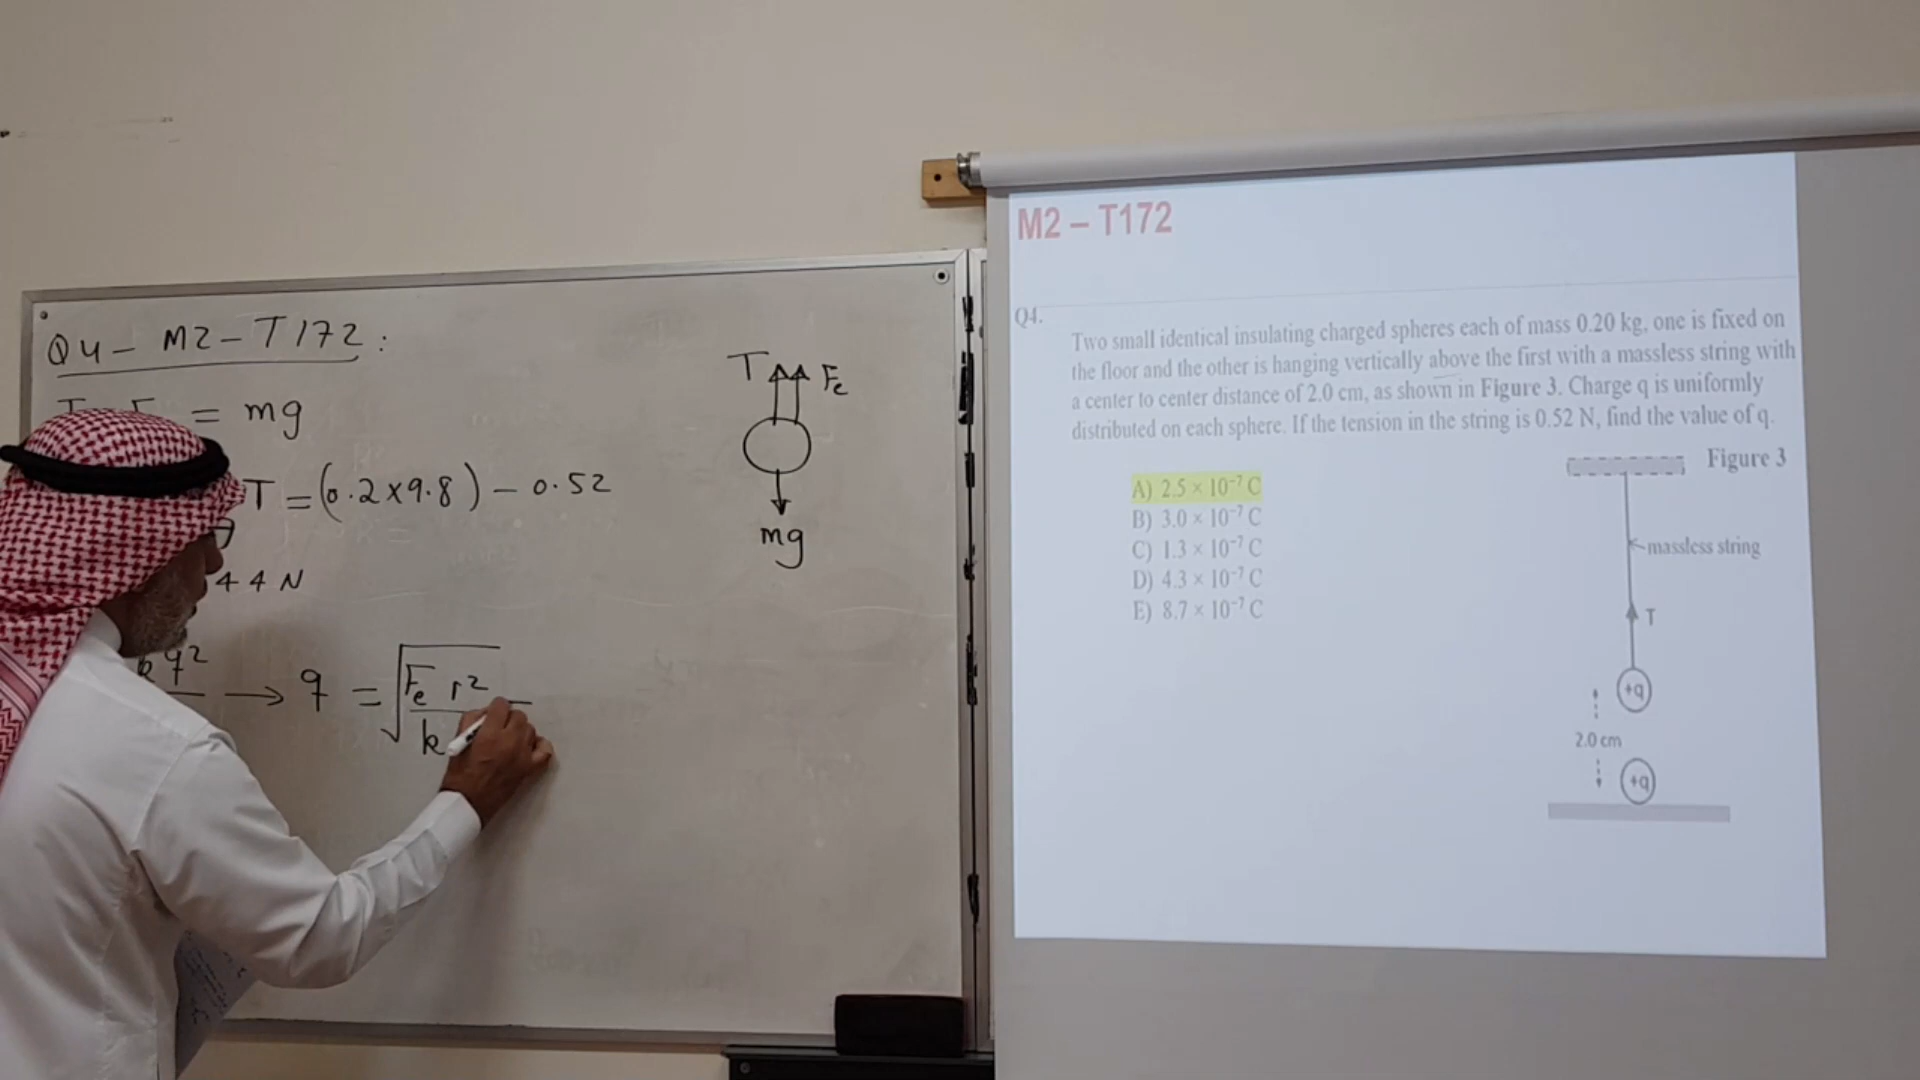 Q4 - M2 - T172 :
= mg
T = (0.2x9.8) - 0.52
44 N
q² → q = √ Fe r²
k
T Fe
mg
M2 – T172
Q4.
Two small identical insulating charged spheres each of mass 0.20 kg, one is fixed on
the floor and the other is hanging vertically above the first with a massless string with
a center to center distance of 2.0 cm, as shown in Figure 3. Charge q is uniformly
distributed on each sphere. If the tension in the string is 0.52 N, find the value of q.
A) 2.5 × 10⁻⁷ C
B) 3.0 × 10⁻⁷ C
C) 1.3 × 10⁻⁷ C
D) 4.3 × 10⁻⁷ C
E) 8.7 × 10⁻⁷ C
Figure 3
massless string
T
+q
2.0 cm
+q